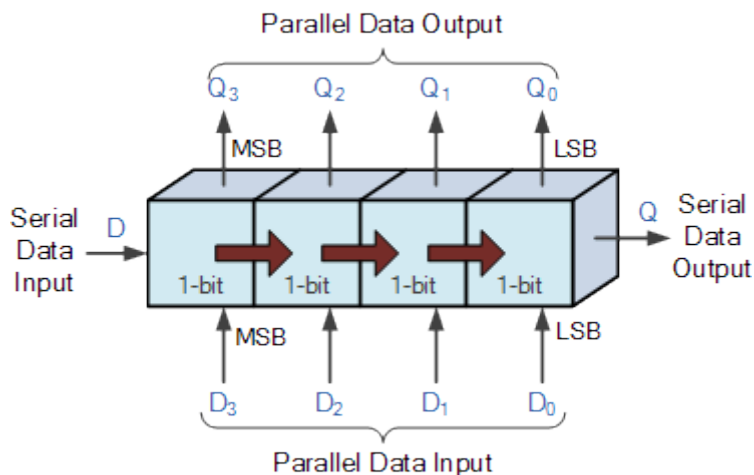 Parallel Data Output
Q₃ Q₂ Q₁ Q₀
MSB LSB
Serial
Data
Input
D
Q
Serial
Data
Output
1-bit 1-bit 1-bit 1-bit
MSB LSB
D₃ D₂ D₁ D₀
Parallel Data Input